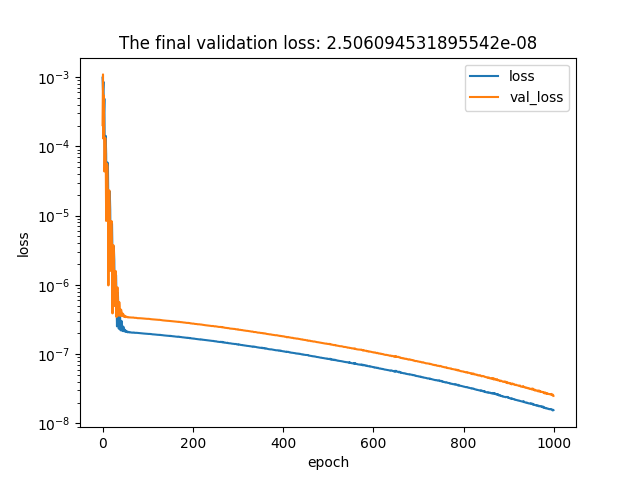 The final validation loss: 2.506094531895542e-08
loss
val_loss
10⁻³
10⁻⁴
10⁻⁵
10⁻⁶
10⁻⁷
10⁻⁸
loss
0 200 400 600 800 1000
epoch